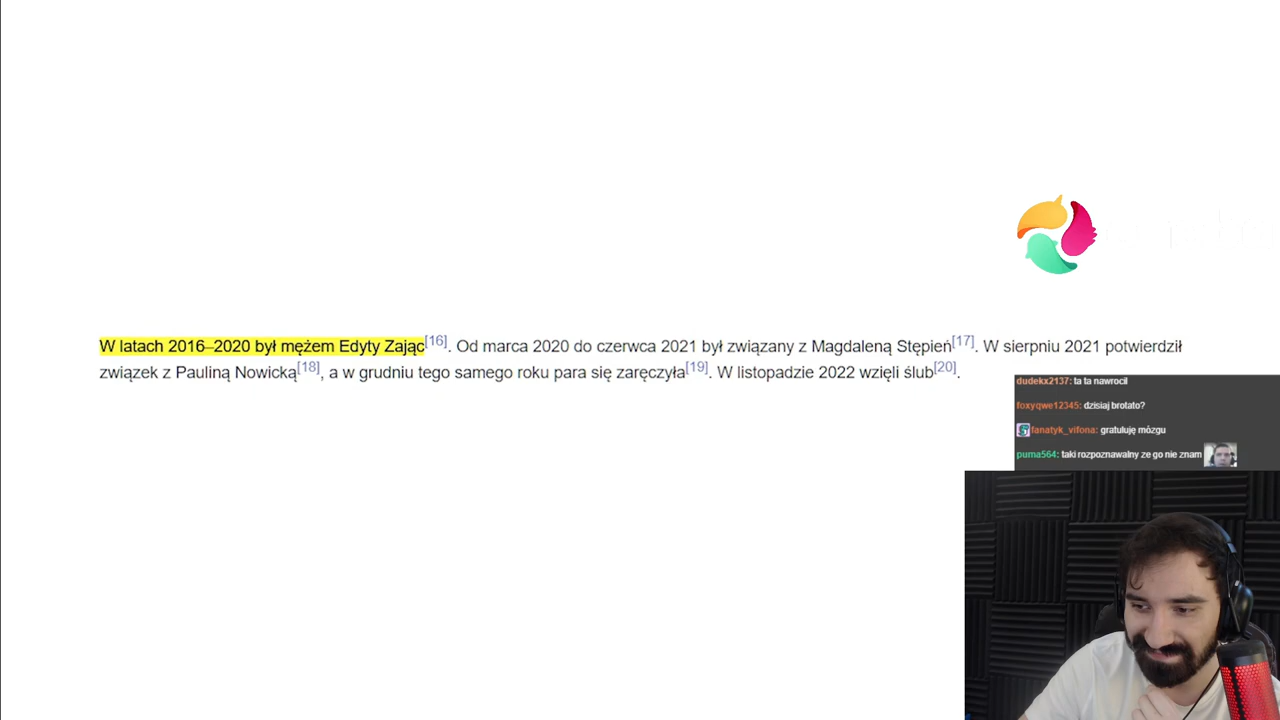 W latach 2016–2020 był mężem Edyty Zając[16]. Od marca 2020 do czerwca 2021 był związany z Magdaleną Stępień[17]. W sierpniu 2021 potwierdził
związek z Pauliną Nowicką[18], a w grudniu tego samego roku para się zaręczyła[19]. W listopadzie 2022 wzięli ślub[20].
dudekx2137: ta ta nawrocil
foxyqwe12345: dzisiaj brotato?
fanatyk_vifona: gratuluję mózgu
puma564: taki rozpoznawalny ze go nie znam